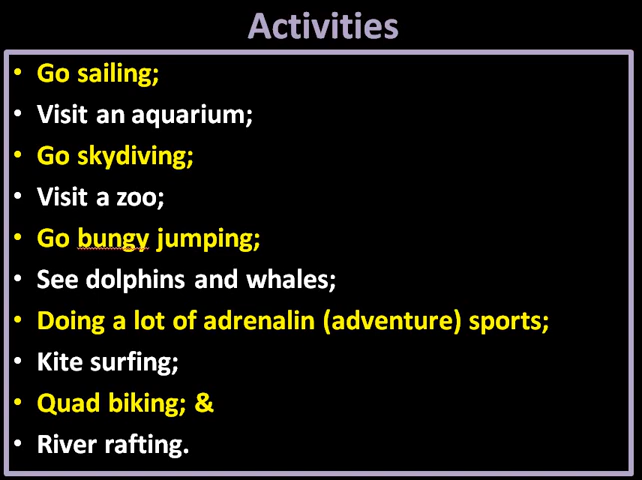 Activities
• Go sailing;
• Visit an aquarium;
• Go skydiving;
• Visit a zoo;
• Go bungy jumping;
• See dolphins and whales;
• Doing a lot of adrenalin (adventure) sports;
• Kite surfing;
• Quad biking; &
• River rafting.